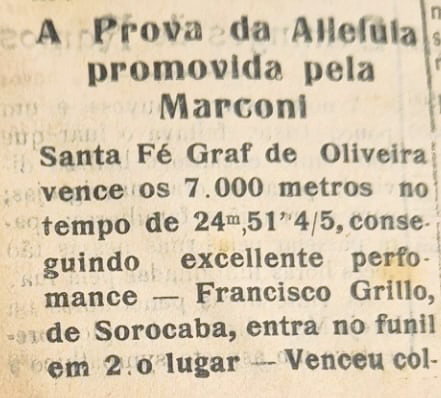 A Prova da Alleluia
promovida pela
Marconi
Santa Fé Graf de Oliveira
vence os 7.000 metros no
tempo de 24ᵐ,51”4/5, conse-
guindo excellente perfo-
mance — Francisco Grillo,
de Sorocaba, entra no funil
em 2.o lugar — Venceu col-